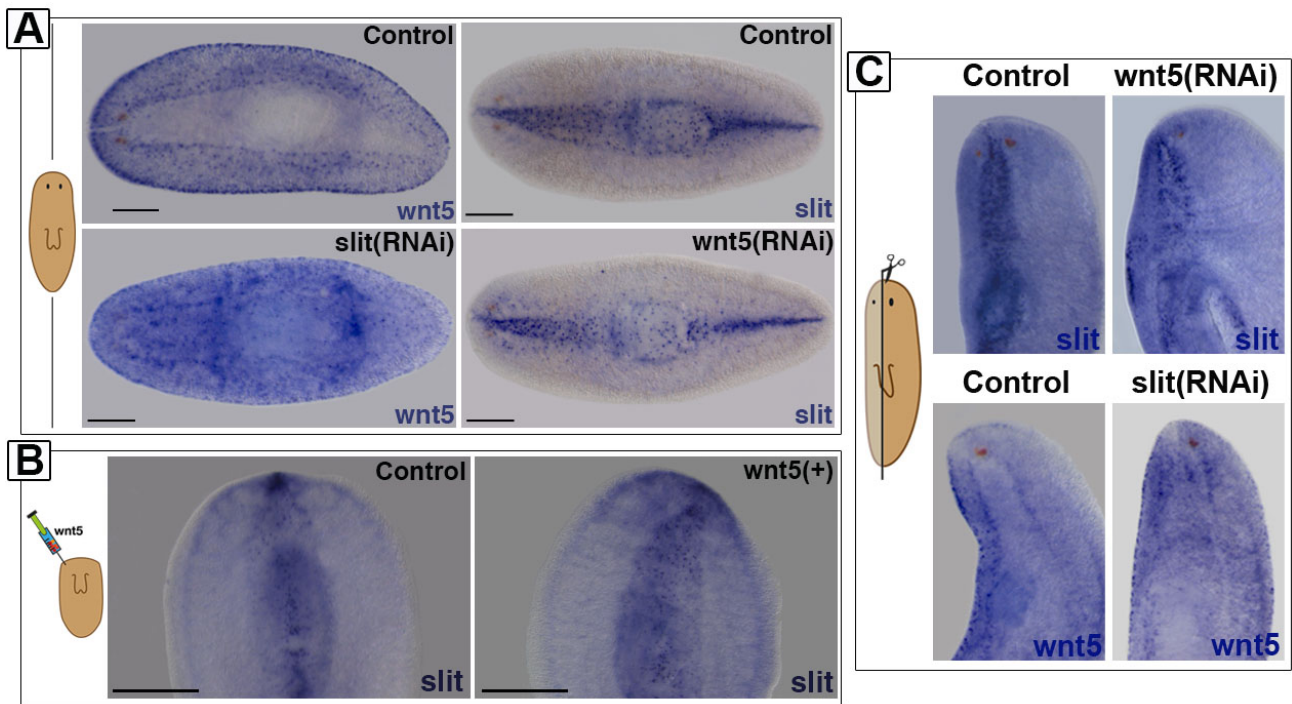 A
Control
wnt5
Control
slit
slit(RNAi)
wnt5
wnt5(RNAi)
slit
B
wnt5
Control
slit
wnt5(+)
slit
C
Control
wnt5(RNAi)
slit
slit
Control
slit(RNAi)
wnt5
wnt5